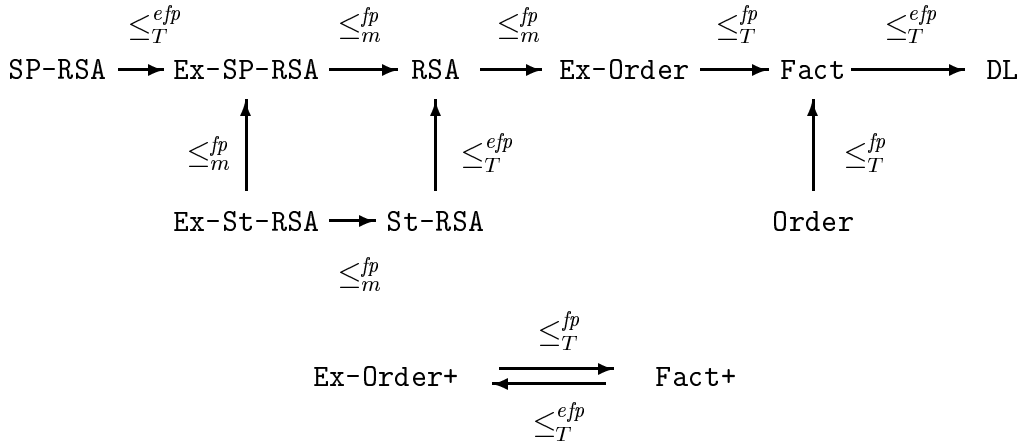 ≤_T^{efp} ≤_m^{fp} ≤_m^{fp} ≤_T^{fp} ≤_T^{efp}
SP-RSA Ex-SP-RSA RSA Ex-Order Fact DL
≤_m^{fp} ≤_T^{efp} ≤_T^{fp}
Ex-St-RSA St-RSA Order
≤_m^{fp}
≤_T^{fp}
Ex-Order+ Fact+
≤_T^{efp}